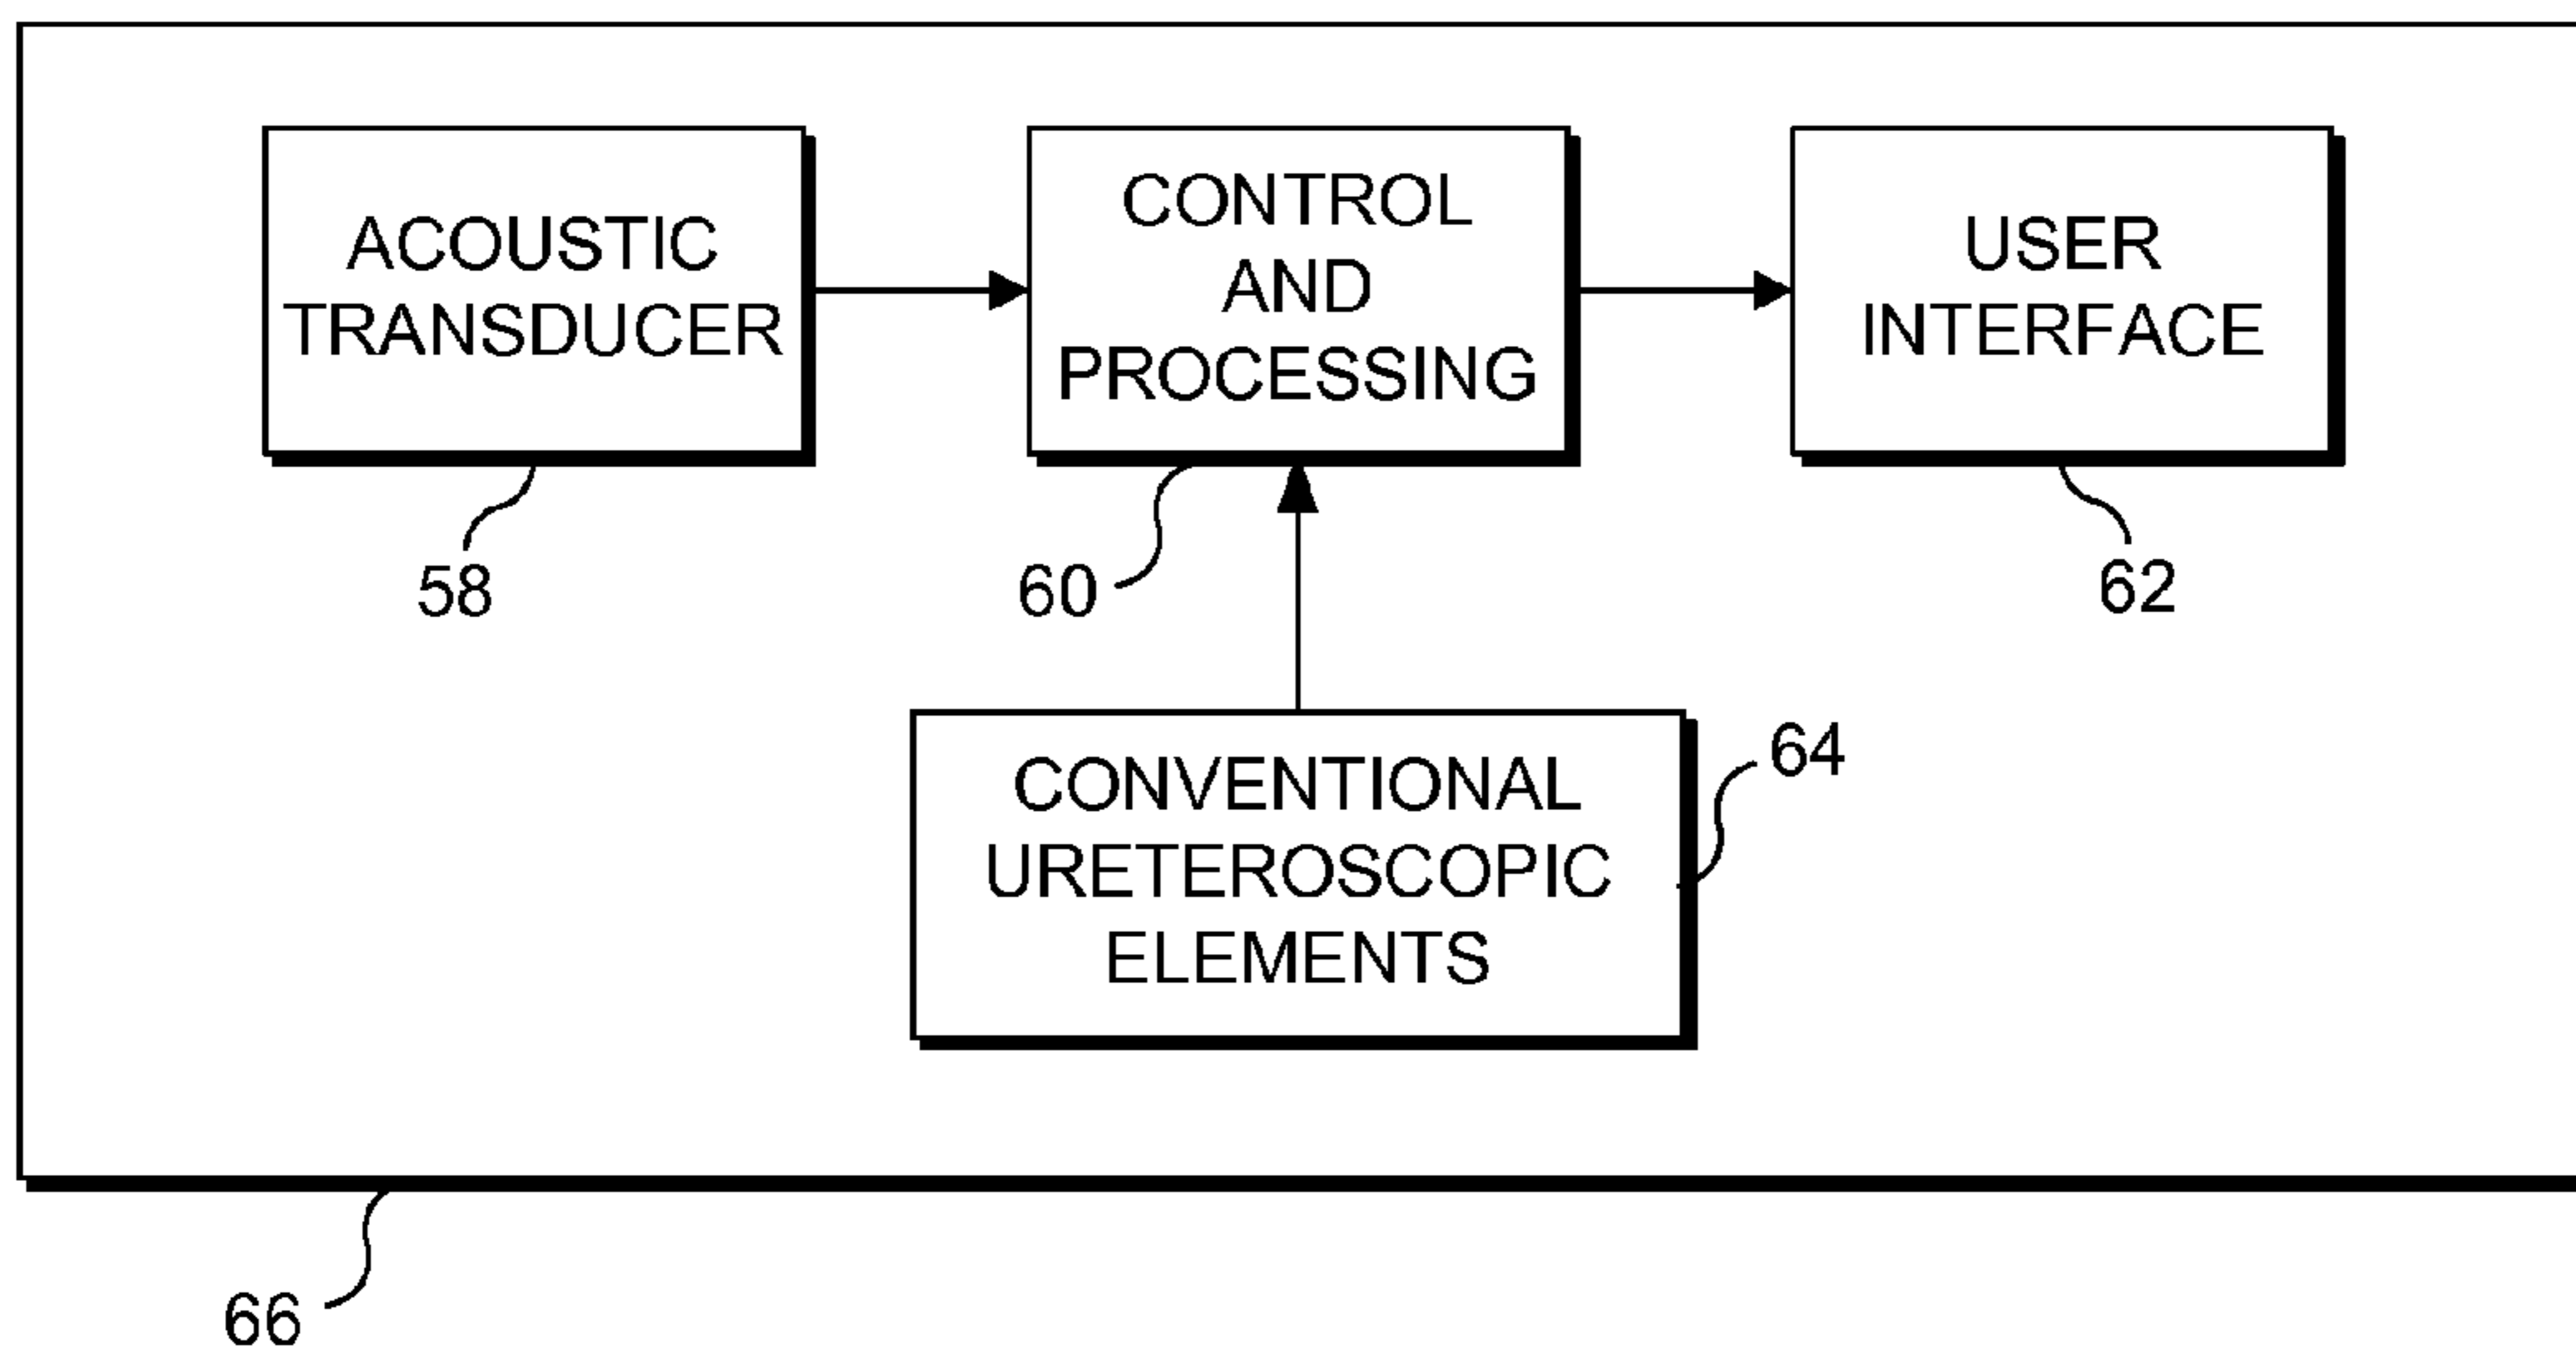 ACOUSTIC
TRANSDUCER
58
CONTROL
AND
PROCESSING
60
USER
INTERFACE
62
CONVENTIONAL
URETEROSCOPIC
ELEMENTS
64
66